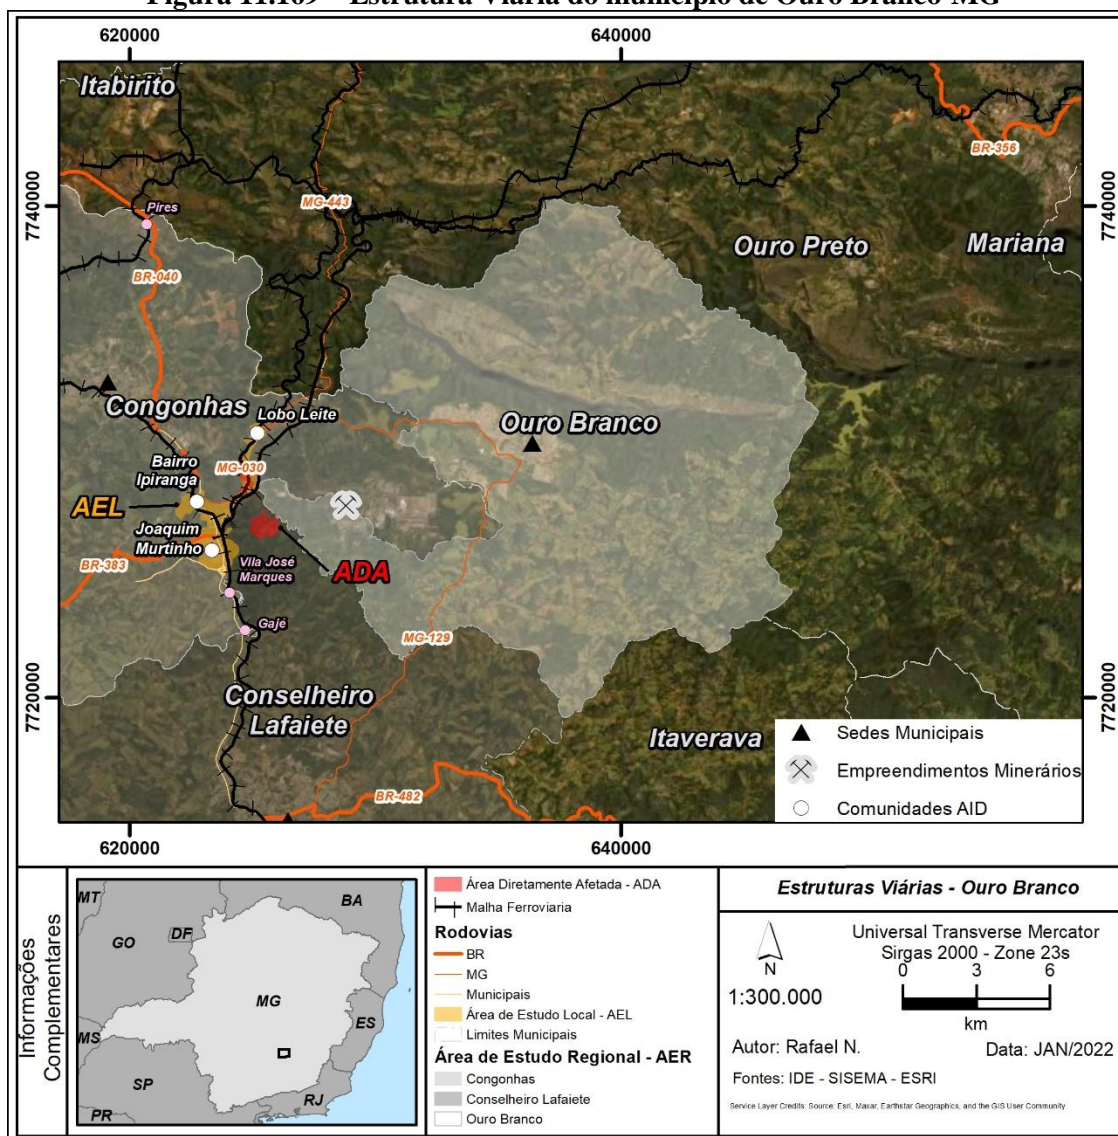 Figura 11.169 – Estrutura Viária do município de Ouro Branco-MG
620000
640000
7740000
7740000
7720000
7720000
620000
640000
Itabirito
BR-356
Pires
MG-443
Ouro Preto
Mariana
BR-040
Congonhas
Lobo Leite
Ouro Branco
Bairro
Ipiranga
MG-030
AEL
Joaquim
Murtinho
BR-383
Vila José
Marques
ADA
Gajé
MG-129
Conselheiro
Lafaiete
Itaverava
BR-482
Sedes Municipais
Empreendimentos Minerários
Comunidades AID
Informações
Complementares
MT
GO
DF
BA
MG
MS
ES
SP
RJ
PR
Área Diretamente Afetada - ADA
Malha Ferroviaria
Rodovias
BR
MG
Municipais
Área de Estudo Local - AEL
Limites Municipais
Área de Estudo Regional - AER
Congonhas
Conselheiro Lafaiete
Ouro Branco
Estruturas Viárias - Ouro Branco
N
1:300.000
Universal Transverse Mercator
Sirgas 2000 - Zone 23s
0 3 6
km
Autor: Rafael N.
Data: JAN/2022
Fontes: IDE - SISEMA - ESRI
Service Layer Credits: Source: Esri, Maxar, Earthstar Geographics, and the GIS User Community